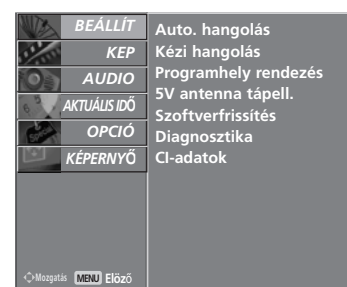 BEÁLLÍT
KEP
AUDIO
AKTUÁLIS IDŐ
OPCIÓ
KÉPERNYŐ
Auto. hangolás
Kézi hangolás
Programhely rendezés
5V antenna tápell.
Szoftverfrissítés
Diagnosztika
CI-adatok
Mozgatás MENU Elöző